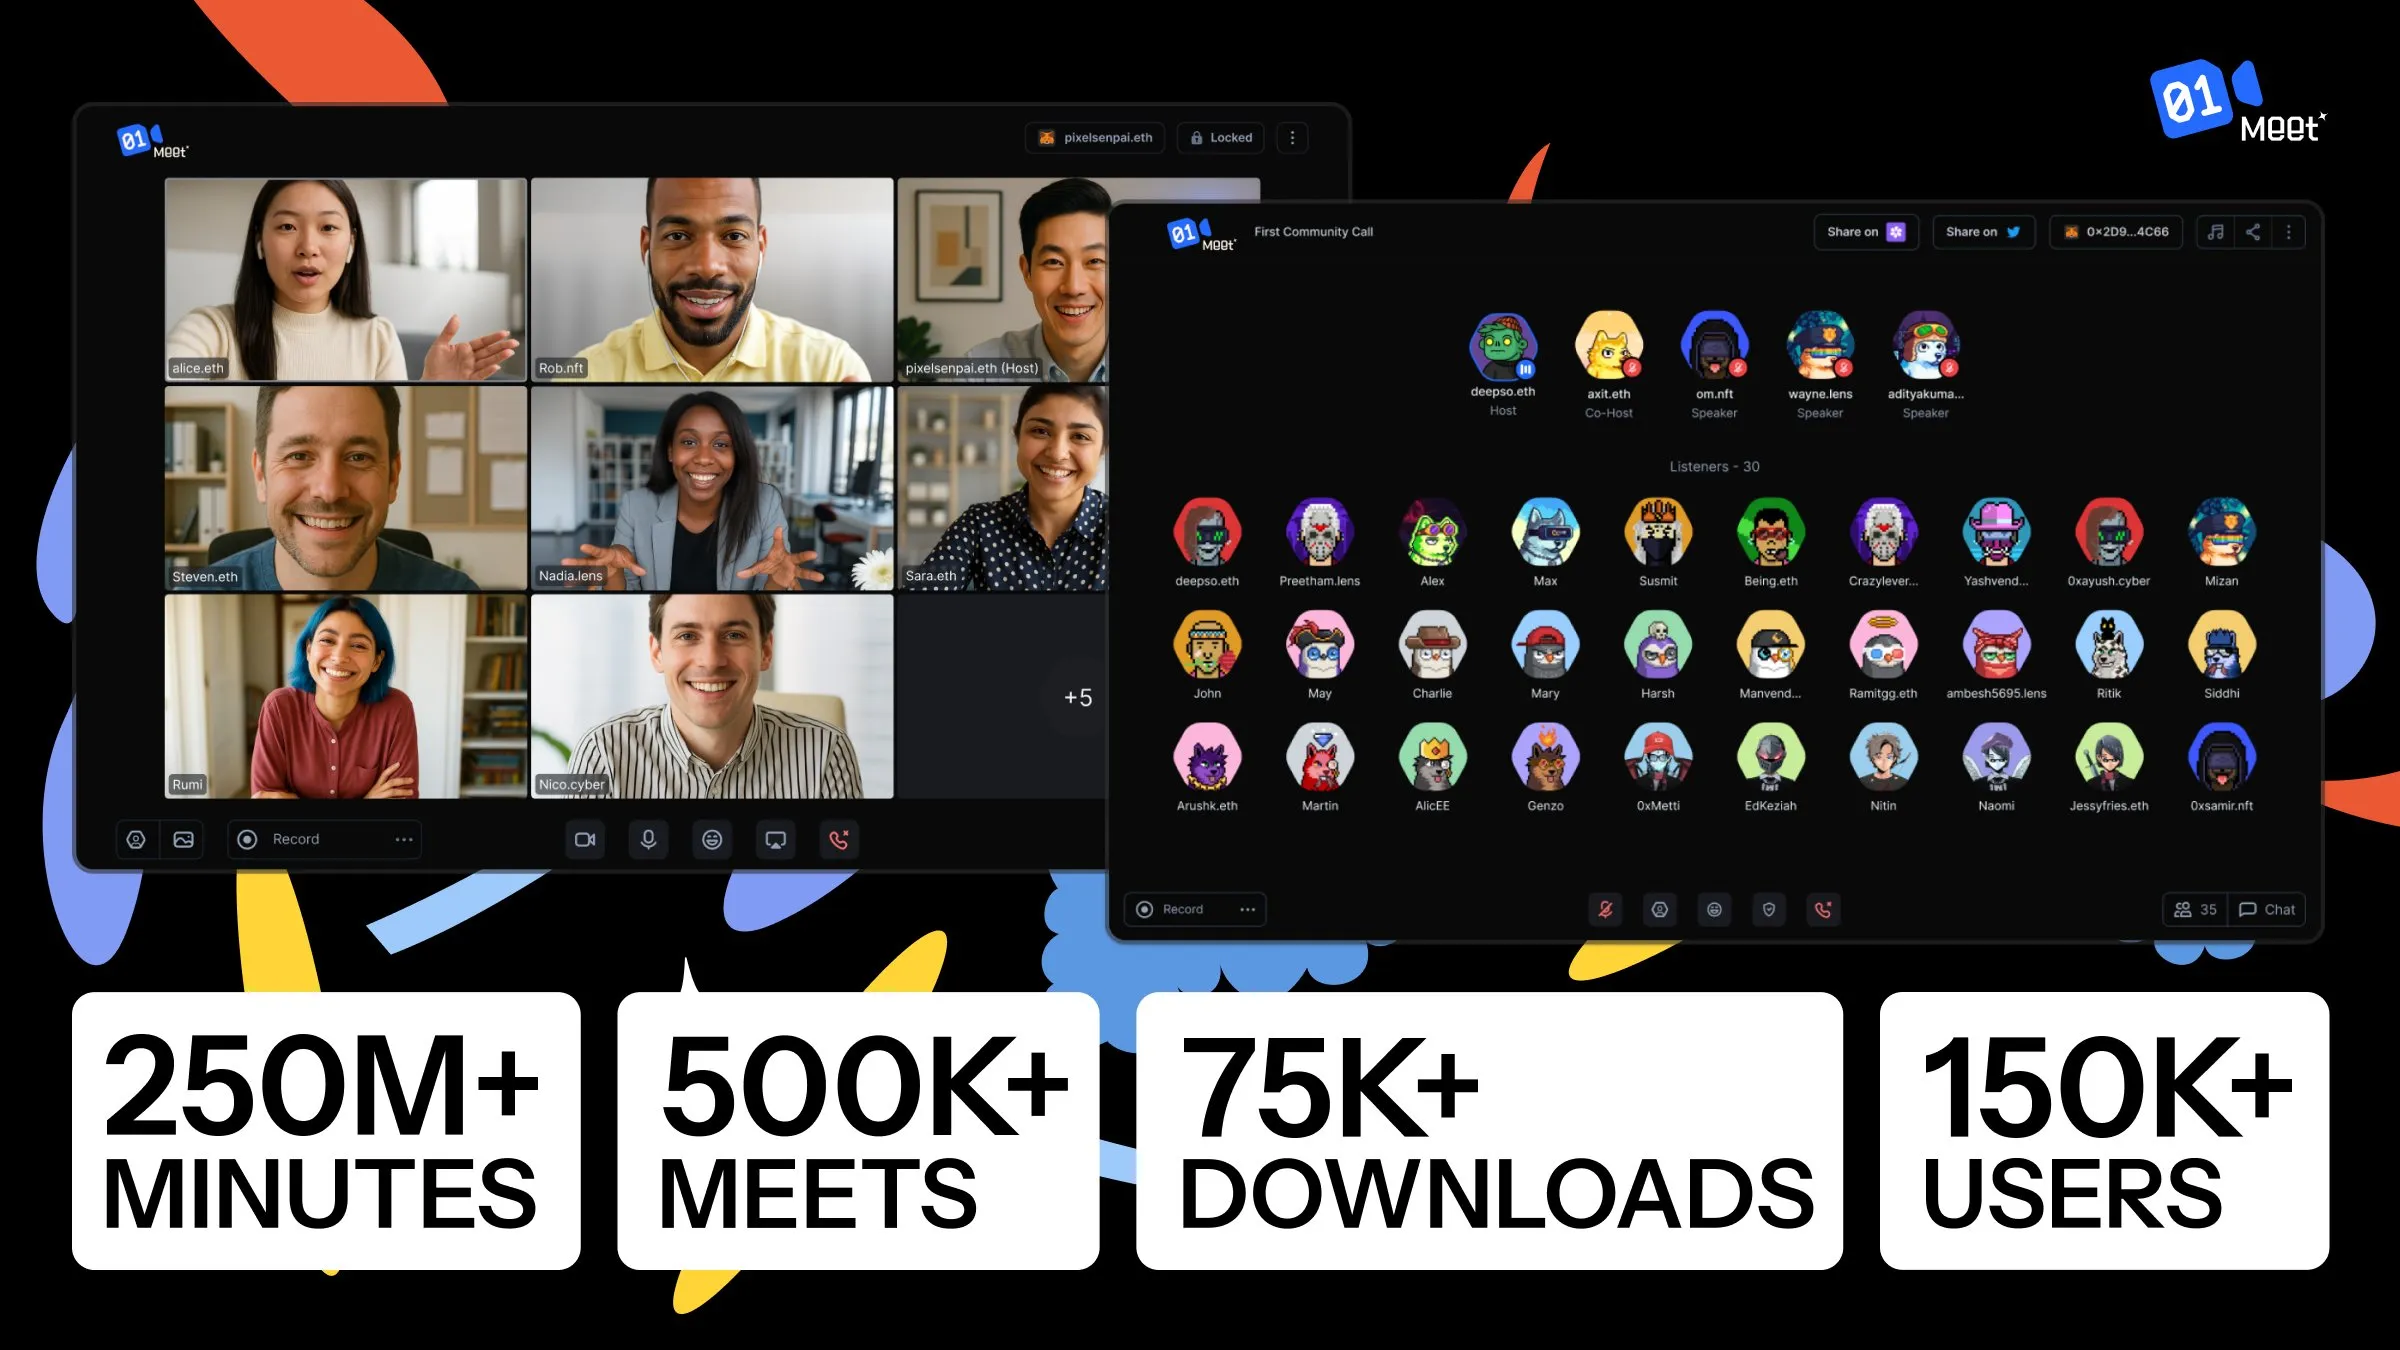 01
Meet
01
Meet
pixelsenpai.eth
Locked
alice.eth
Rob.nft
pixelsenpai.eth (Host)
Steven.eth
Nadia.lens
Sara.eth
Rumi
Nico.cyber
+5
Record
01
Meet
First Community Call
Share on
Share on
0×2D9...4C66
deepso.eth
axit.eth
om.nft
wayne.lens
adityakuma...
Host
Co-Host
Speaker
Speaker
Speaker
Listeners - 30
deepso.eth
Preetham.lens
Alex
Max
Susmit
Being.eth
Crazylever...
Yashvend...
0xayush.cyber
Mizan
John
May
Charlie
Mary
Harsh
Manvend...
Ramitgg.eth
ambesh5695.lens
Ritik
Siddhi
Arushk.eth
Martin
AlicEE
Genzo
0xMetti
EdKeziah
Nitin
Naomi
Jessyfries.eth
0xsamir.nft
Record
35
Chat
250M+
MINUTES
500K+
MEETS
75K+
DOWNLOADS
150K+
USERS